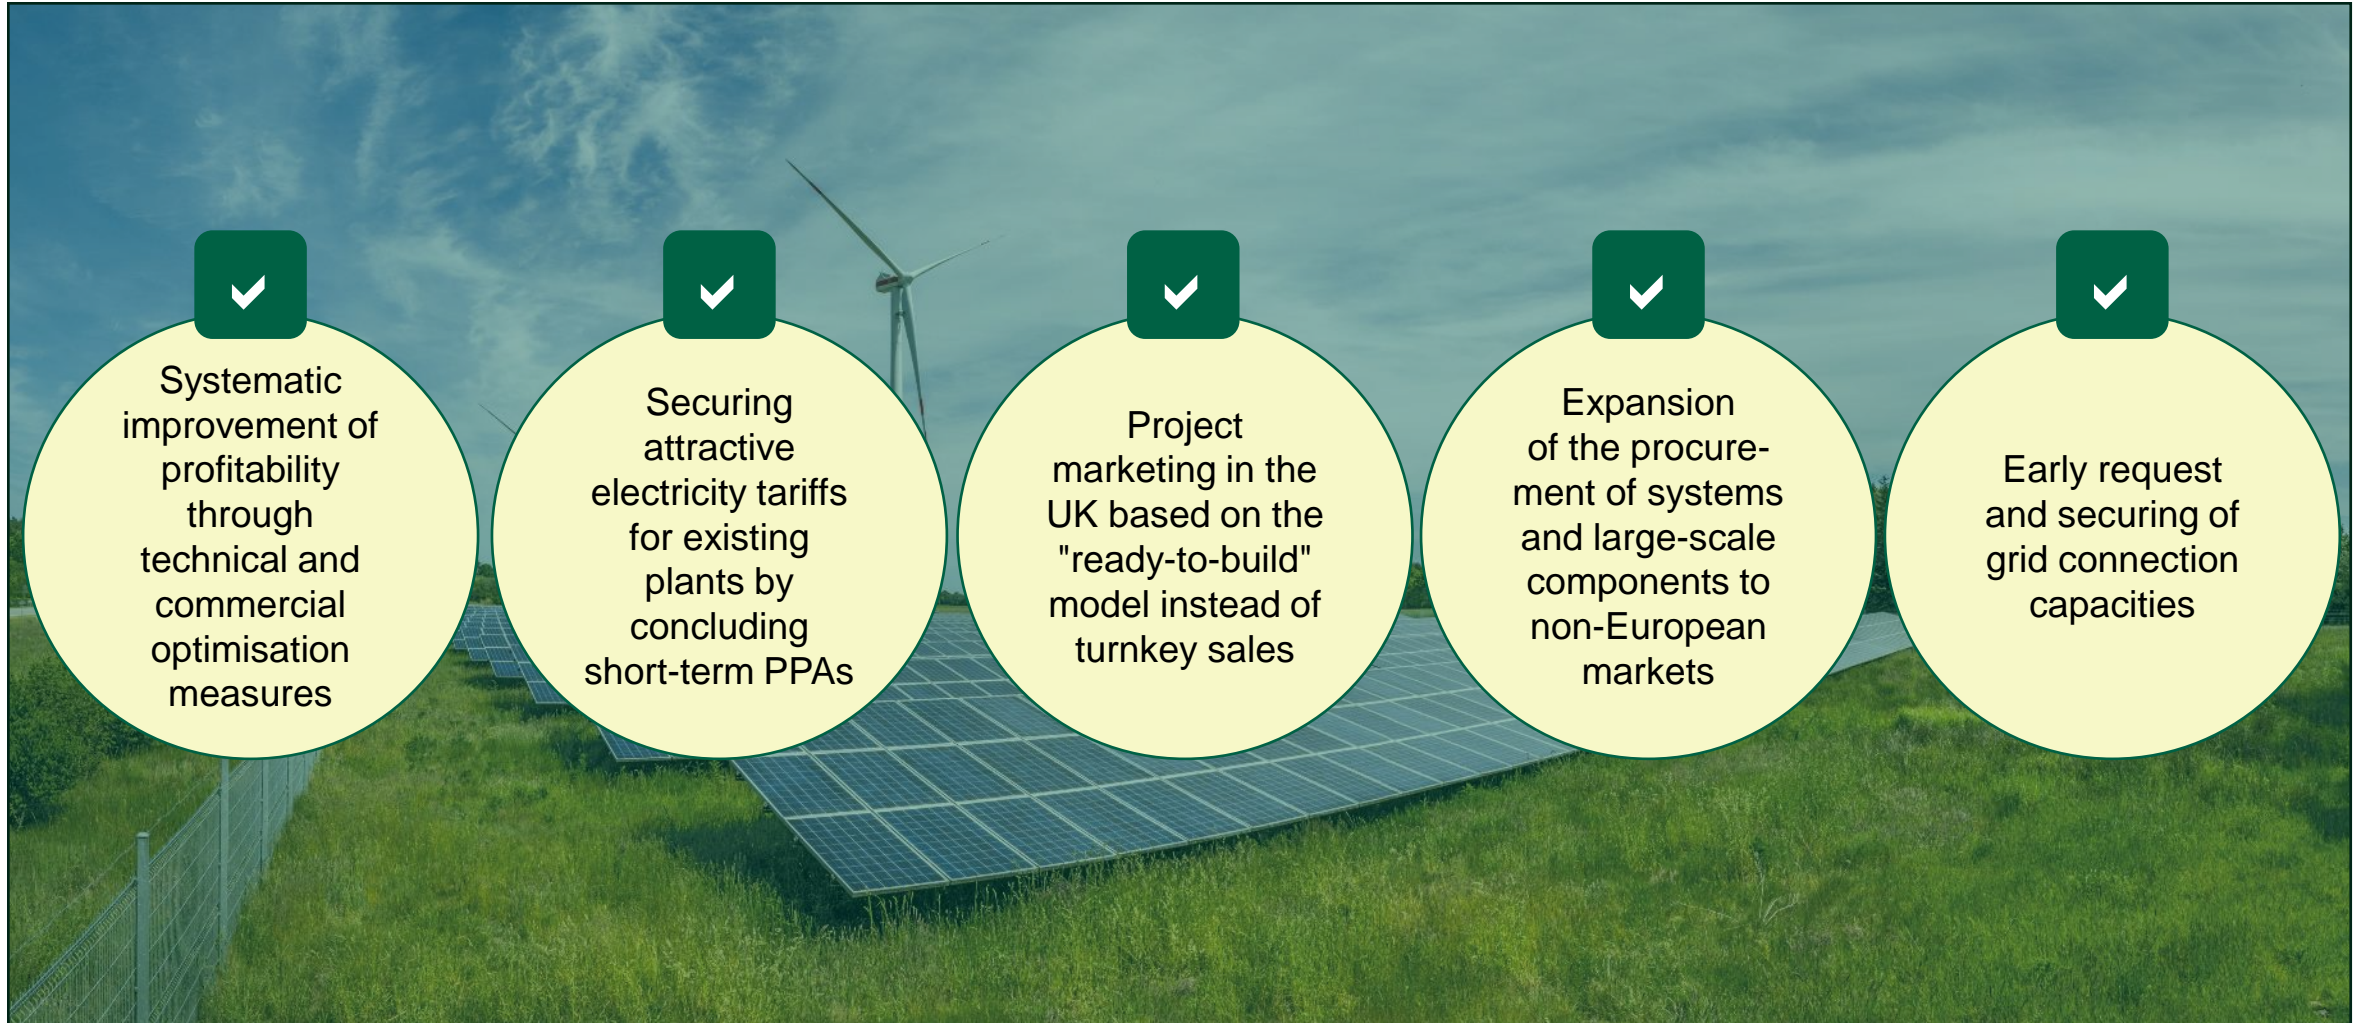 Systematic
improvement of
profitability
through
technical and
commercial
optimisation
measures
Securing
attractive
electricity tariffs
for existing
plants by
concluding
short-term PPAs
Project
marketing in the
UK based on the
"ready-to-build"
model instead of
turnkey sales
Expansion
of the procure-
ment of systems
and large-scale
components to
non-European
markets
Early request
and securing of
grid connection
capacities